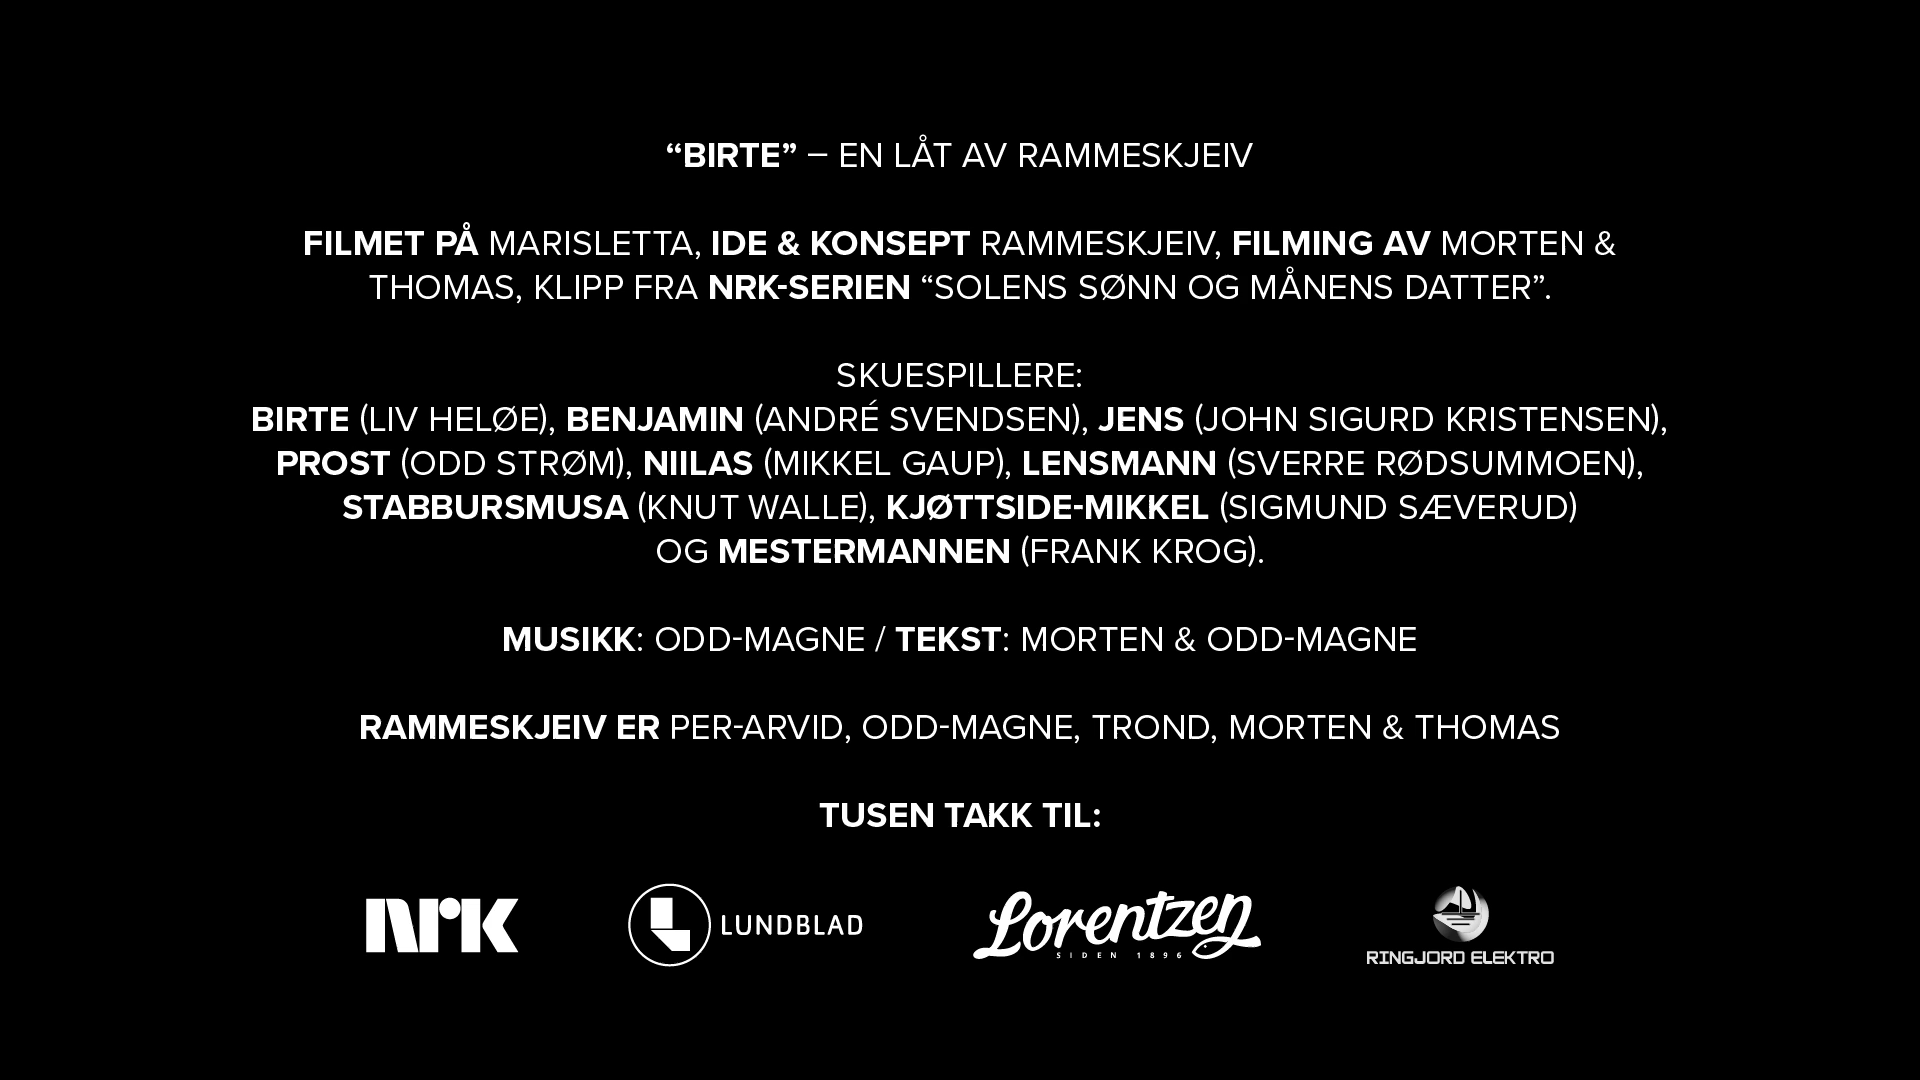 “BIRTE” – EN LÅT AV RAMMESKJEIV
FILMET PÅ MARISLETTA, IDE & KONSEPT RAMMESKJEIV, FILMING AV MORTEN &
THOMAS, KLIPP FRA NRK-SERIEN “SOLENS SØNN OG MÅNENS DATTER”.
SKUESPILLERE:
BIRTE (LIV HELØE), BENJAMIN (ANDRÉ SVENDSEN), JENS (JOHN SIGURD KRISTENSEN),
PROST (ODD STRØM), NIILAS (MIKKEL GAUP), LENSMANN (SVERRE RØDSUMMOEN),
STABBURSMUSA (KNUT WALLE), KJØTTSIDE-MIKKEL (SIGMUND SÆVERUD)
OG MESTERMANNEN (FRANK KROG).
MUSIKK: ODD-MAGNE / TEKST: MORTEN & ODD-MAGNE
RAMMESKJEIV ER PER-ARVID, ODD-MAGNE, TROND, MORTEN & THOMAS
TUSEN TAKK TIL:
NRK
LUNDBLAD
Lorentzen
SIDEN 1896
RINGJORD ELEKTRO